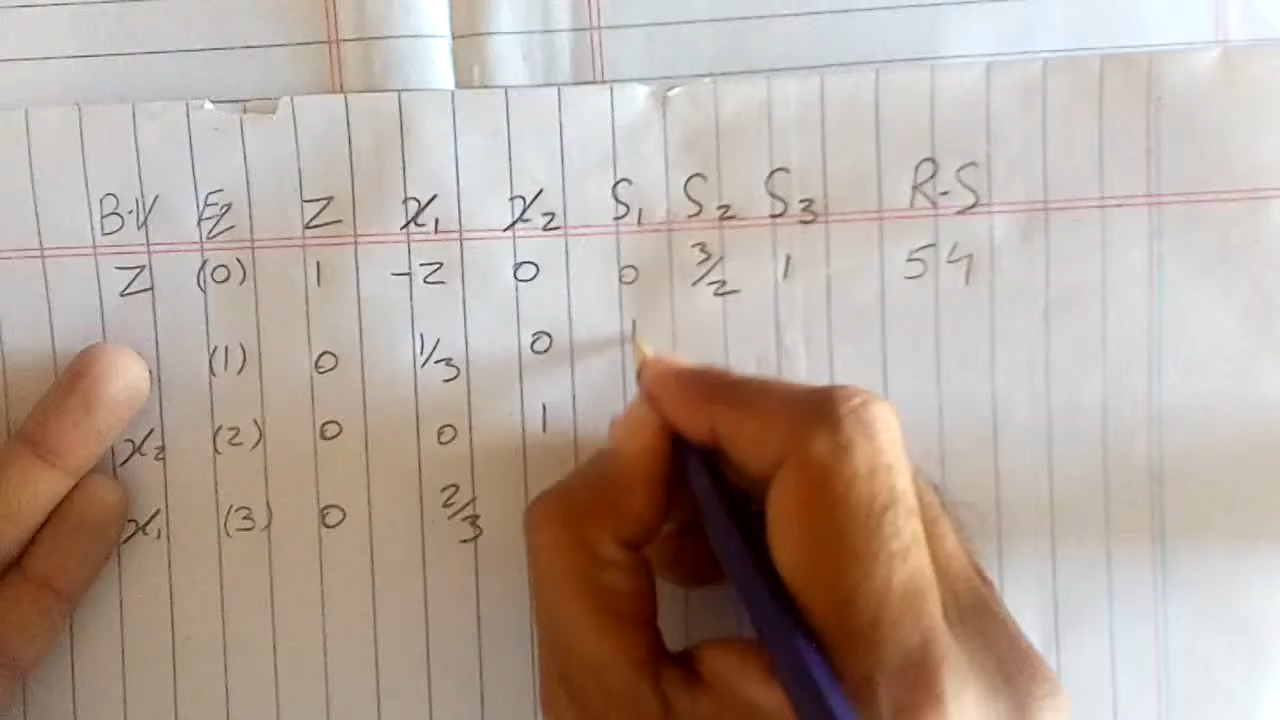 B.V Eq Z x₁ x₂ S₁ S₂ S₃ R-S
Z (0) 1 -2 0 0 3/2 1 54
(1) 0 1/3 0 1
x₂ (2) 0 0 1
x₁ (3) 0 2/3